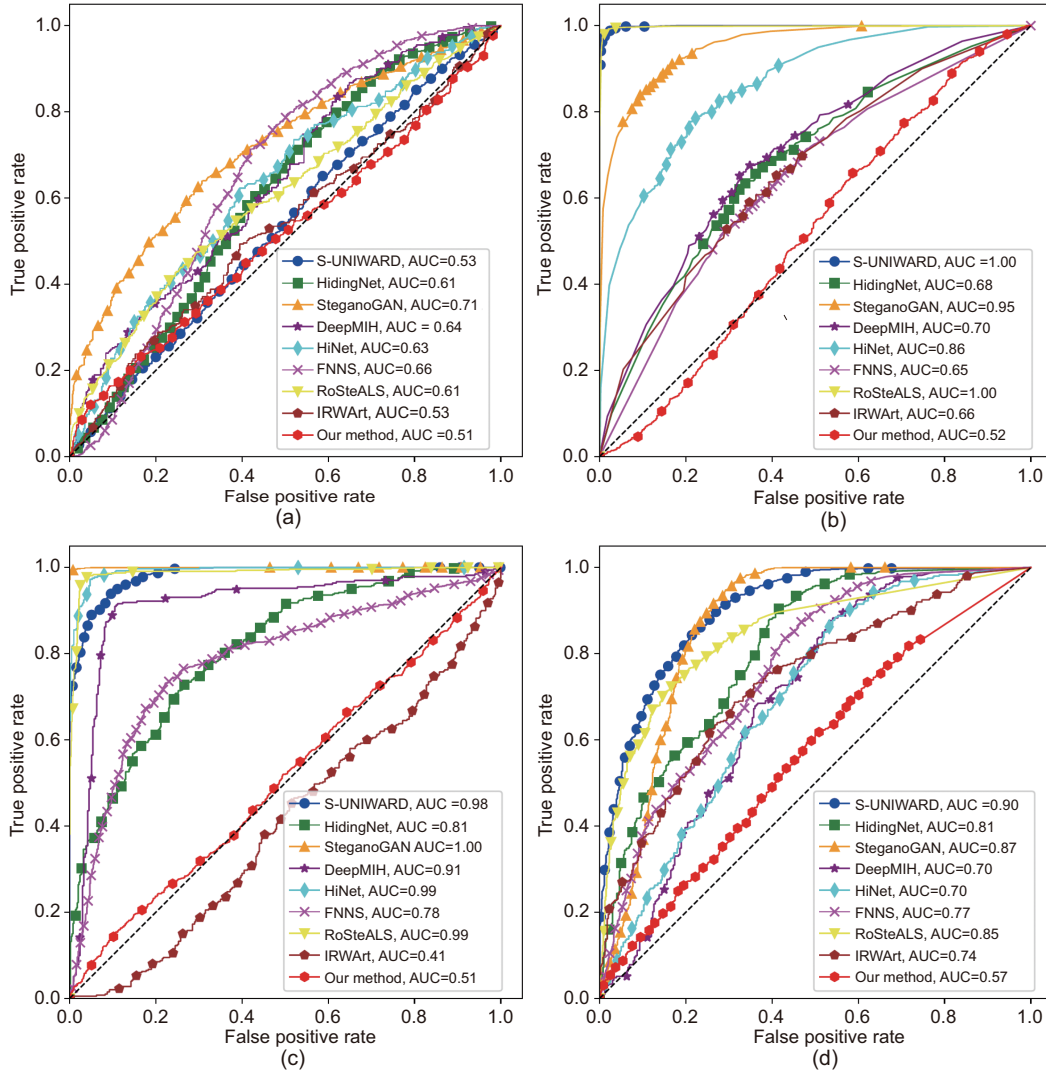 1.0
0.8
0.6
0.4
0.2
0.0
True positive rate
S-UNIWARD, AUC=0.53
HidingNet, AUC=0.61
SteganoGAN, AUC=0.71
DeepMIH, AUC = 0.64
HiNet, AUC=0.63
FNNS, AUC=0.66
RoSteALS, AUC=0.61
IRWArt, AUC=0.53
Our method, AUC =0.51
0.0 0.2 0.4 0.6 0.8 1.0
False positive rate
(a)
1.0
0.8
0.6
0.4
0.2
0.0
True positive rate
S-UNIWARD, AUC =1.00
HidingNet, AUC=0.68
SteganoGAN, AUC=0.95
DeepMIH, AUC=0.70
HiNet, AUC=0.86
FNNS, AUC=0.65
RoSteALS, AUC=1.00
IRWArt, AUC=0.66
Our method, AUC=0.52
0.0 0.2 0.4 0.6 0.8 1.0
False positive rate
(b)
1.0
0.8
0.6
0.4
0.2
0.0
True positive rate
S-UNIWARD, AUC =0.98
HidingNet, AUC =0.81
SteganoGAN AUC=1.00
DeepMIH, AUC=0.91
HiNet, AUC=0.99
FNNS, AUC=0.78
RoSteALS, AUC=0.99
IRWArt, AUC=0.41
Our method, AUC=0.51
0.0 0.2 0.4 0.6 0.8 1.0
False positive rate
(c)
1.0
0.8
0.6
0.4
0.2
0.0
True positive rate
S-UNIWARD, AUC =0.90
HidingNet, AUC=0.81
SteganoGAN, AUC=0.87
DeepMIH, AUC=0.70
HiNet, AUC=0.70
FNNS, AUC=0.77
RoSteALS, AUC=0.85
IRWArt, AUC=0.74
Our method, AUC=0.57
0.0 0.2 0.4 0.6 0.8 1.0
False positive rate
(d)